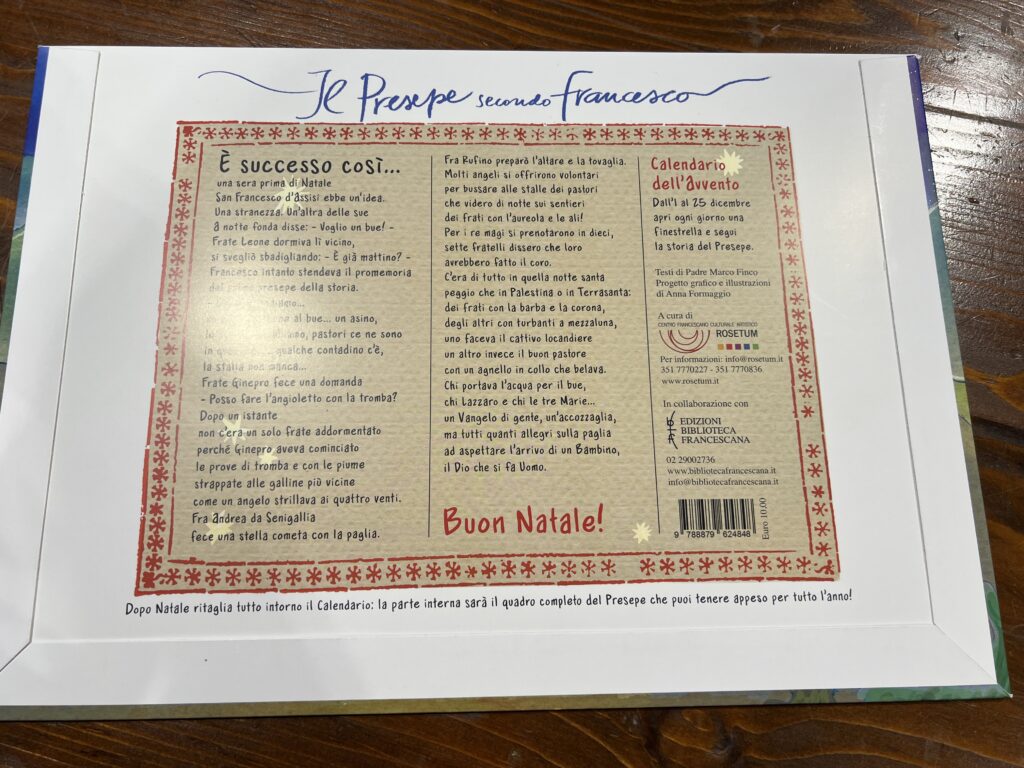 Il Presepe secondo Francesco
È successo così...
una sera prima di Natale
San Francesco d'Assisi ebbe un'idea.
Una stranezza. Un'altra delle sue
a notte fonda disse: - Voglio un bue! -
Frate Leone dormiva lì vicino,
si svegliò sbadigliando: - È già mattino? -
Francesco intanto stendeva il promemoria
del primo presepe della storia.
al bue... un asino,
pastori ce ne sono
in qualche contadino c'è,
la stalla non manca...
Frate Ginepro fece una domanda
- Posso fare l'angioletto con la tromba?
Dopo un istante
non c'era un solo frate addormentato
perché Ginepro aveva cominciato
le prove di tromba e con le piume
strappate alle galline più vicine
come un angelo strillava ai quattro venti.
Fra Andrea da Senigallia
fece una stella cometa con la paglia.
Fra Rufino preparò l'altare e la tovaglia.
Molti angeli si offrirono volontari
per bussare alle stalle dei pastori
che videro di notte sui sentieri
dei frati con l'aureola e le ali!
Per i re magi si prenotarono in dieci,
sette fratelli dissero che loro
avrebbero fatto il coro.
C'era di tutto in quella notte santa
peggio che in Palestina o in Terrasanta:
dei frati con la barba e la corona,
degli altri con turbanti a mezzaluna,
uno faceva il cattivo locandiere
un altro invece il buon pastore
con un agnello in collo che belava.
Chi portava l'acqua per il bue,
chi Lazzaro e chi le tre Marie...
un Vangelo di gente, un'accozzaglia,
ma tutti quanti allegri sulla paglia
ad aspettare l'arrivo di un Bambino,
il Dio che si fa Uomo.
Buon Natale!
Calendario
dell'Avvento
Dall'1 al 25 dicembre
apri ogni giorno una
finestrella e segui
la storia del Presepe.
Testi di Padre Marco Finco
Progetto grafico e illustrazioni
di Anna Formaggio
A cura di
CENTRO FRANCESCANO CULTURALE ARTISTICO
ROSETUM
Per informazioni: info@rosetum.it
351 7770227 - 351 7770836
www.rosetum.it
In collaborazione con
EDIZIONI
BIBLIOTECA
FRANCESCANA
02 29002736
www.bibliotecafrancescana.it
info@bibliotecafrancescana.it
9 788879 624848
Euro 10.00
Dopo Natale ritaglia tutto intorno il Calendario: la parte interna sarà il quadro completo del Presepe che puoi tenere appeso per tutto l'anno!